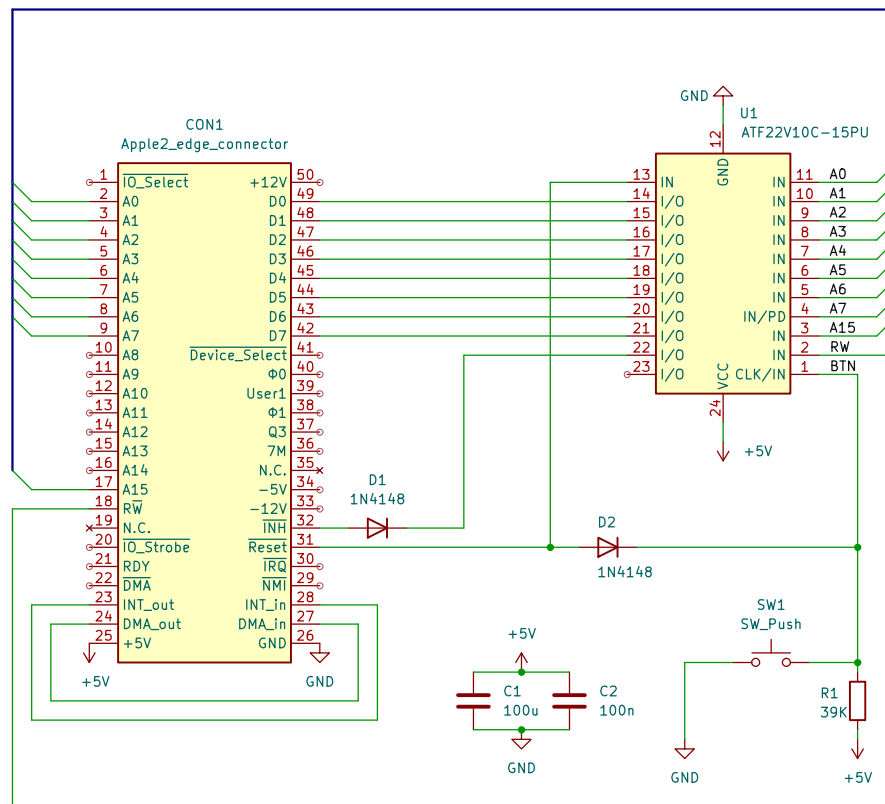 CON1
Apple2_edge_connector
1 IO_Select +12V 50
2 A0 D0 49
3 A1 D1 48
4 A2 D2 47
5 A3 D3 46
6 A4 D4 45
7 A5 D5 44
8 A6 D6 43
9 A7 D7 42
10 A8 Device_Select 41
11 A9 Φ0 40
12 A10 User1 39
13 A11 Φ1 38
14 A12 Q3 37
15 A13 7M 36
16 A14 N.C. 35
17 A15 -5V 34
18 RW -12V 33
19 N.C. INH 32
20 IO_Strobe Reset 31
21 RDY IRQ 30
22 DMA NMI 29
23 INT_out INT_in 28
24 DMA_out DMA_in 27
25 +5V GND 26
+5V
GND
D1
1N4148
GND
U1
ATF22V10C-15PU
12
GND
13 IN IN 11 A0
14 I/O IN 10 A1
15 I/O IN 9 A2
16 I/O IN 8 A3
17 I/O IN 7 A4
18 I/O IN 6 A5
19 I/O IN 5 A6
20 I/O IN/PD 4 A7
21 I/O IN 3 A15
22 I/O IN 2 RW
23 I/O CLK/IN 1 BTN
VCC
24
+5V
D2
1N4148
SW1
SW_Push
GND
R1
39K
+5V
+5V
C1
100u
C2
100n
GND